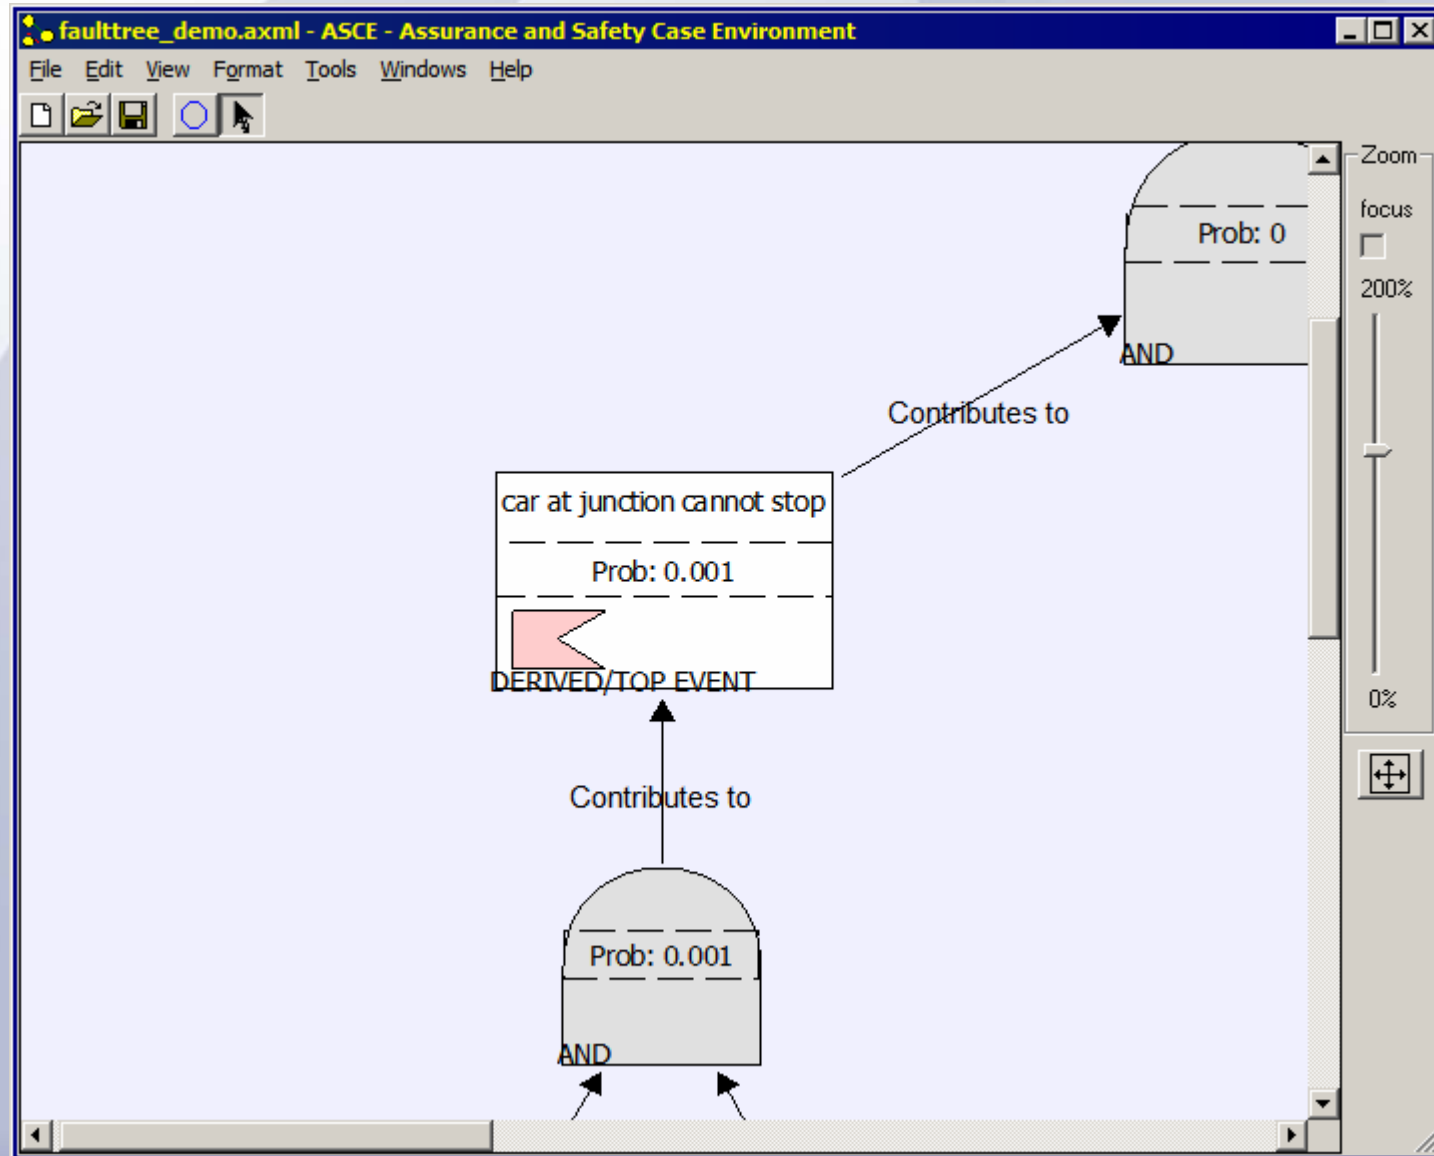 faulttree_demo.axml - ASCE - Assurance and Safety Case Environment
File Edit View Format Tools Windows Help
Zoom
focus
200%
0%
Prob: 0
AND
Contributes to
car at junction cannot stop
Prob: 0.001
DERIVED/TOP EVENT
Contributes to
Prob: 0.001
AND